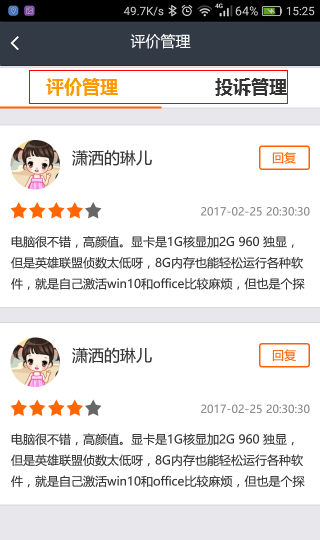 49.7K/s 4G 64% 15:25
评价管理
评价管理 投诉管理
潇洒的琳儿 回复
2017-02-25 20:30:30
电脑很不错，高颜值。显卡是1G核显加2G 960 独显，
但是英雄联盟侦数太低呀，8G内存也能轻松运行各种软
件，就是自己激活win10和office比较麻烦，但也是个探
潇洒的琳儿 回复
2017-02-25 20:30:30
电脑很不错，高颜值。显卡是1G核显加2G 960 独显，
但是英雄联盟侦数太低呀，8G内存也能轻松运行各种软
件，就是自己激活win10和office比较麻烦，但也是个探